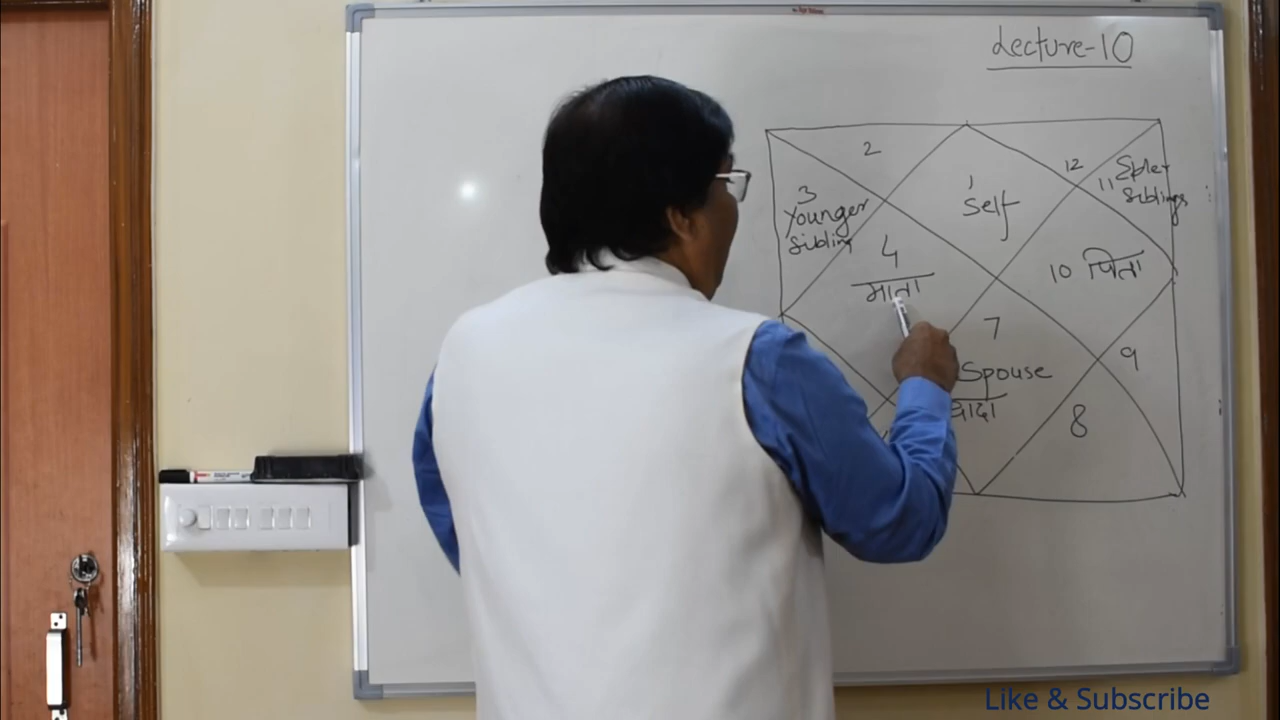 Lecture-10
2
12
3
Younger
Sibling
1
Self
11 Elder
Siblings
4
माता
10 पिता
7
Spouse
दादा
9
8
Like & Subscribe